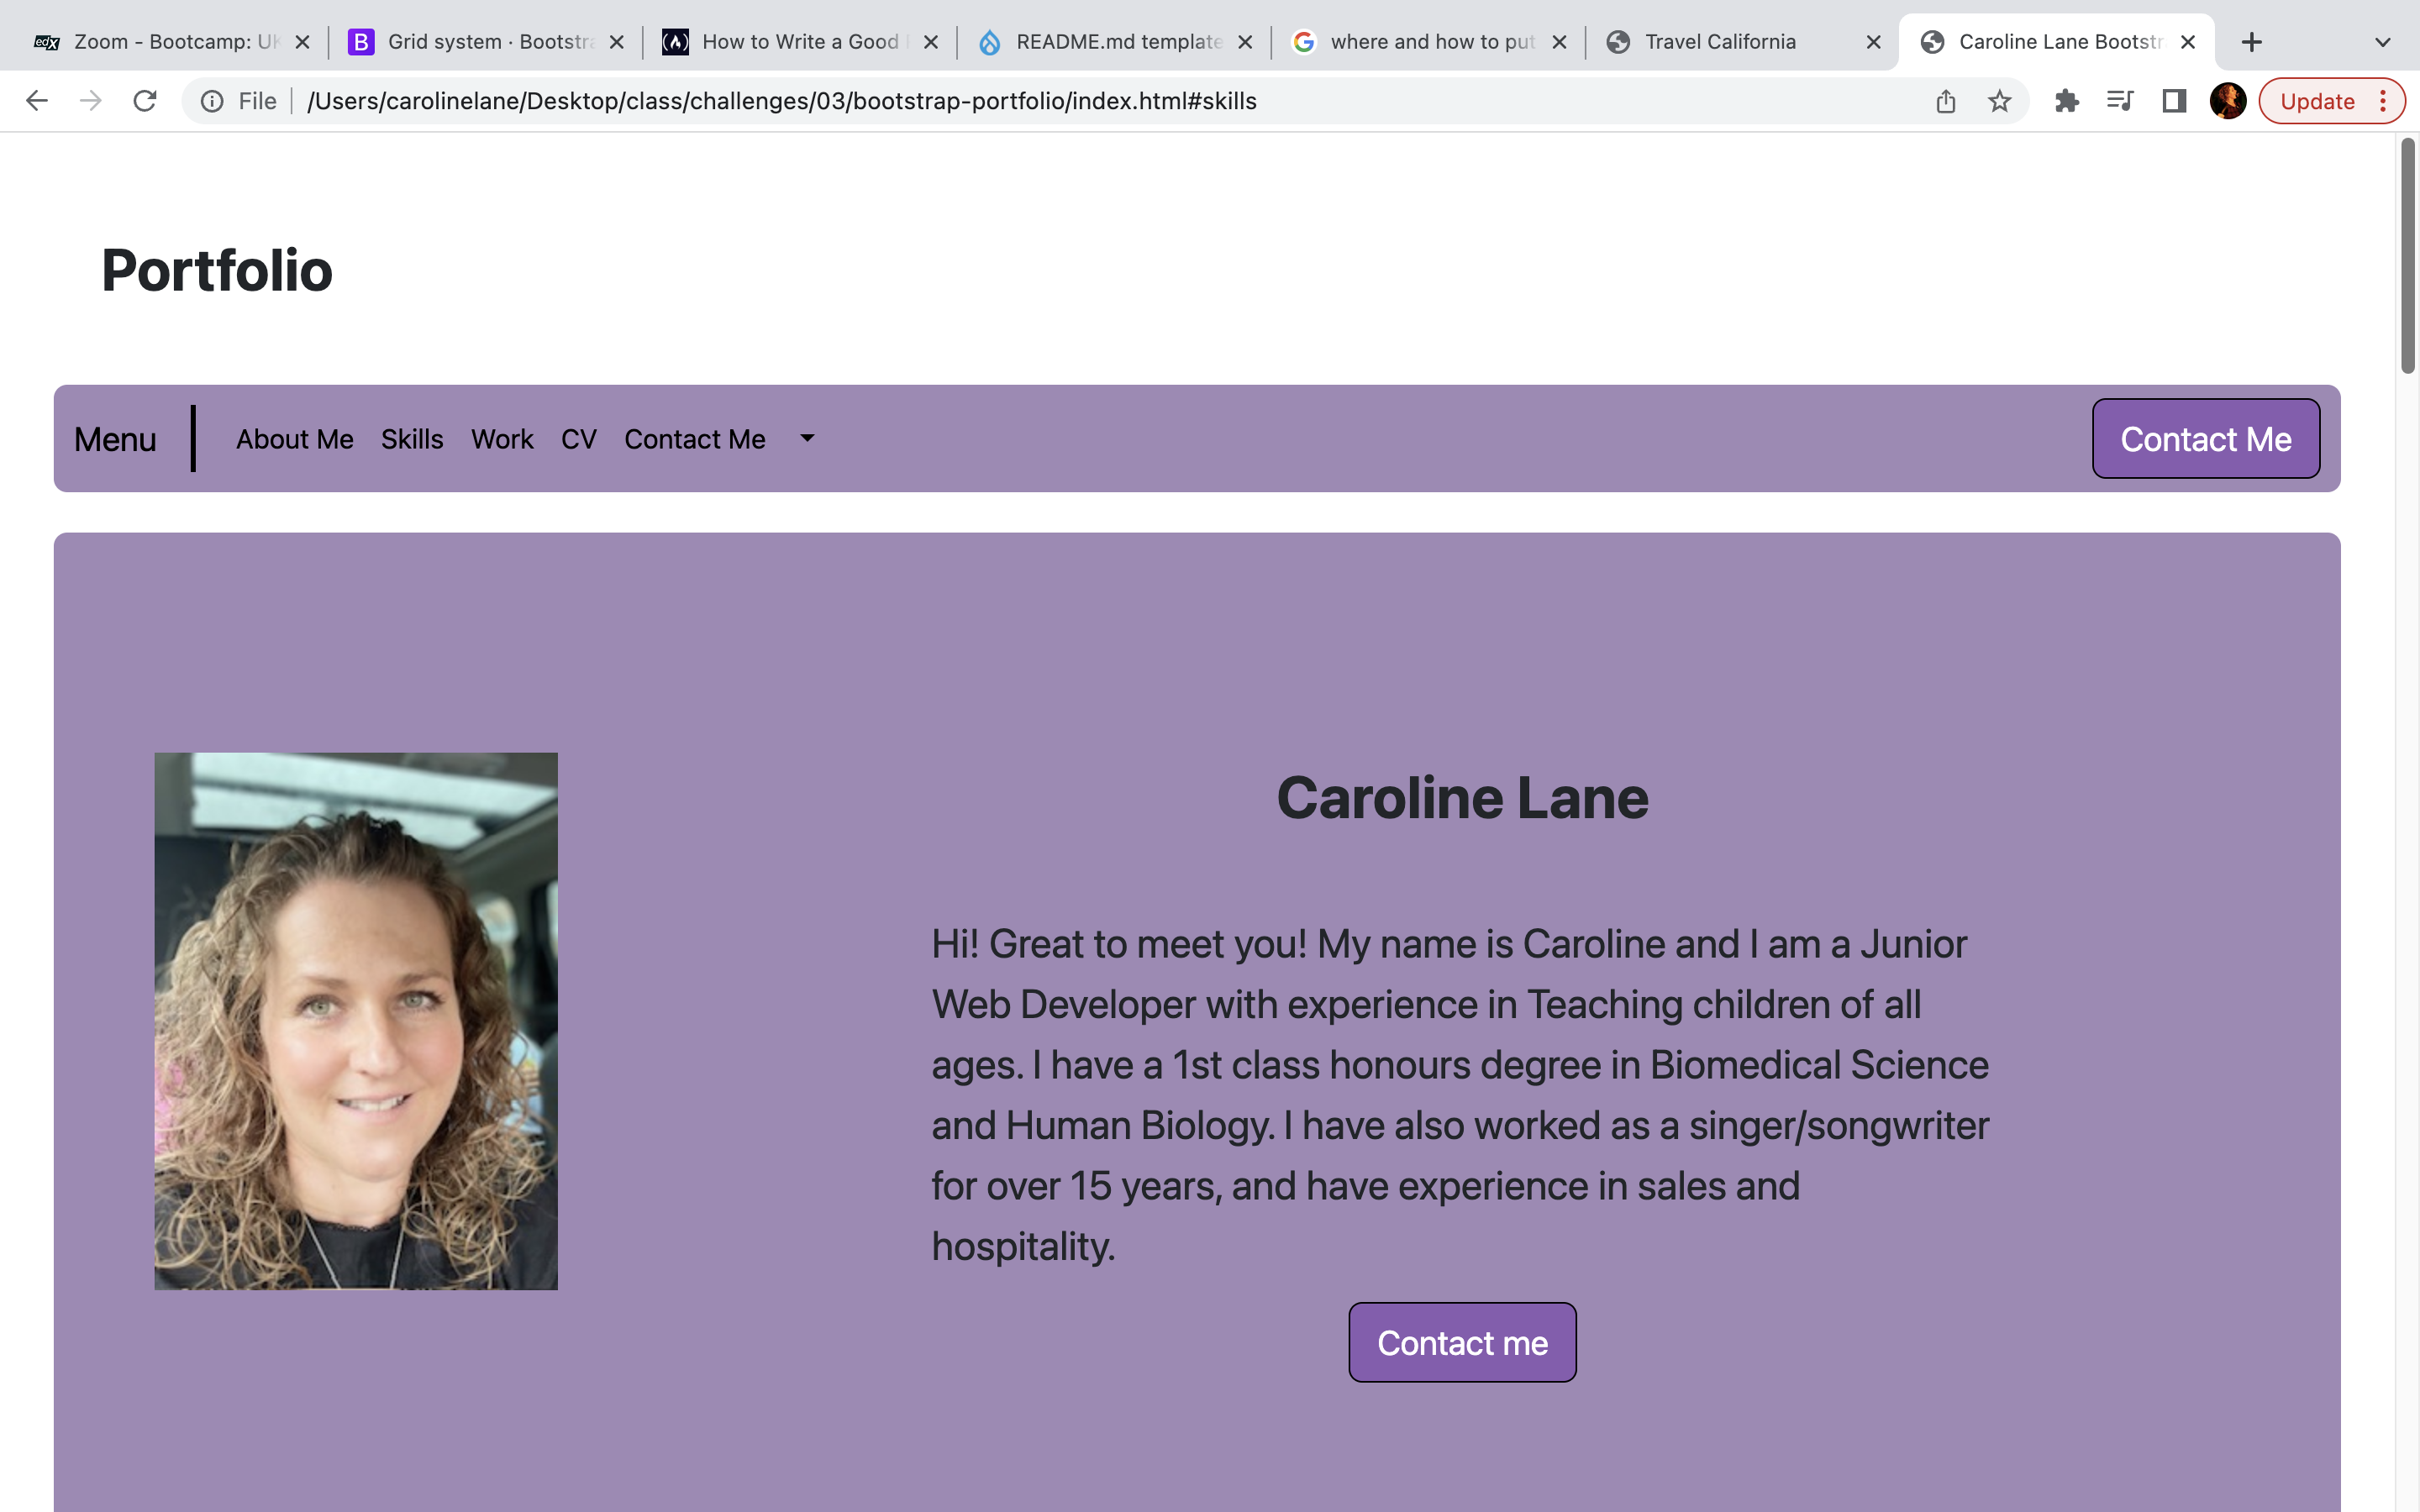 edX Zoom - Bootcamp: UK Grid system · Bootstra How to Write a Good README.md template where and how to put Travel California Caroline Lane Bootstr
File /Users/carolinelane/Desktop/class/challenges/03/bootstrap-portfolio/index.html#skills Update
Portfolio
Menu About Me Skills Work CV Contact Me Contact Me
Caroline Lane
Hi! Great to meet you! My name is Caroline and I am a Junior
Web Developer with experience in Teaching children of all
ages. I have a 1st class honours degree in Biomedical Science
and Human Biology. I have also worked as a singer/songwriter
for over 15 years, and have experience in sales and
hospitality.
Contact me